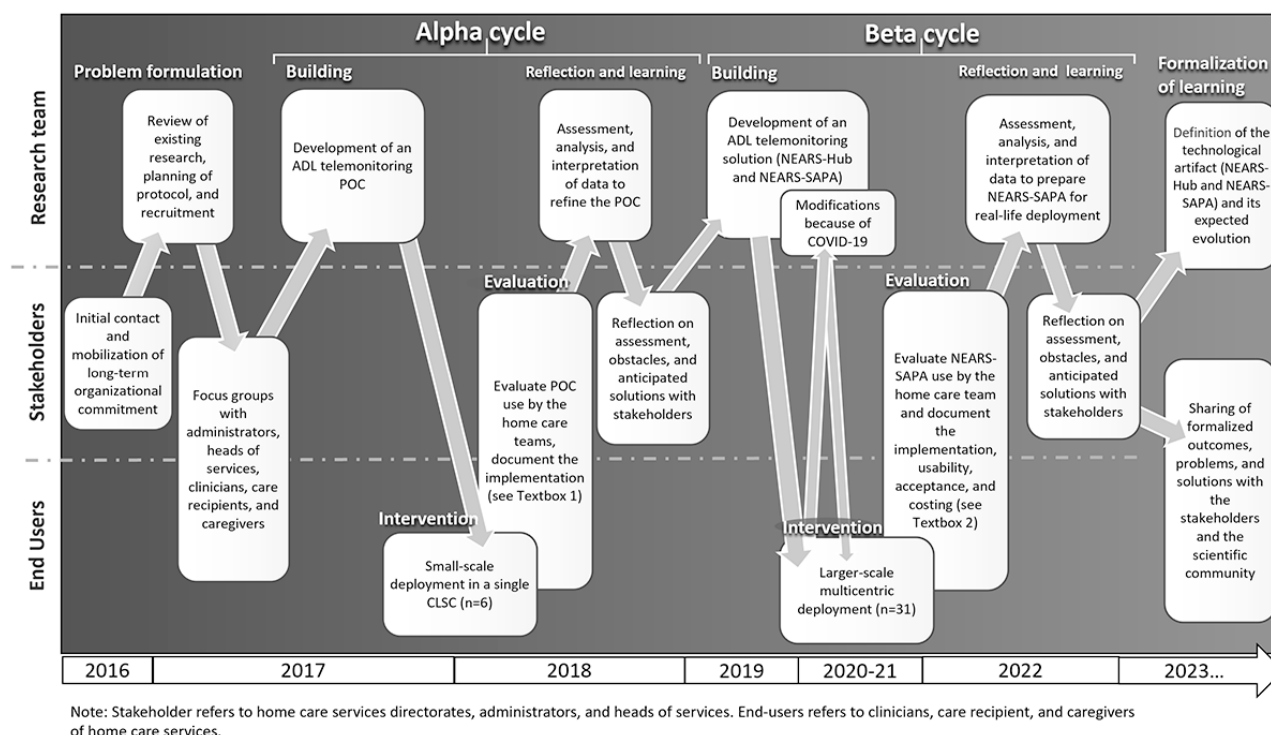 Alpha cycle
Beta cycle
Problem formulation
Building
Reflection and learning
Building
Reflection and learning
Formalization
of learning
Research team
Review of
existing
research,
planning of
protocol, and
recruitment
Development of an
ADL telemonitoring
POC
Assessment,
analysis, and
interpretation
of data to
refine the POC
Development of an ADL
telemonitoring
solution (NEARS-Hub
and NEARS-SAPA)
Modifications
because of
COVID-19
Assessment,
analysis, and
interpretation of
data to prepare
NEARS-SAPA for
real-life deployment
Definition of the
technological
artifact (NEARS-
Hub and NEARS-
SAPA) and its
expected
evolution
Stakeholders
Initial contact
and
mobilization of
long-term
organizational
commitment
Focus groups with
administrators,
heads of
services,
clinicians, care
recipients, and
caregivers
Evaluation
Evaluate POC
use by the
home care
teams,
document the
implementation
(see Textbox 1)
Reflection on
assessment,
obstacles, and
anticipated
solutions with
stakeholders
Evaluation
Evaluate NEARS-
SAPA use by the
home care team
and document
the
implementation,
usability,
acceptance, and
costing (see
Textbox 2)
Reflection on
assessment,
obstacles, and
anticipated
solutions with
stakeholders
Sharing of
formalized
outcomes,
problems, and
solutions with
the
stakeholders
and the
scientific
community
End Users
Intervention
Small-scale
deployment in a single
CLSC (n=6)
Intervention
Larger-scale
multicentric
deployment (n=31)
2016
2017
2018
2019
2020-21
2022
2023...
Note: Stakeholder refers to home care services directorates, administrators, and heads of services. End-users refers to clinicians, care recipient, and caregivers
of home care services.